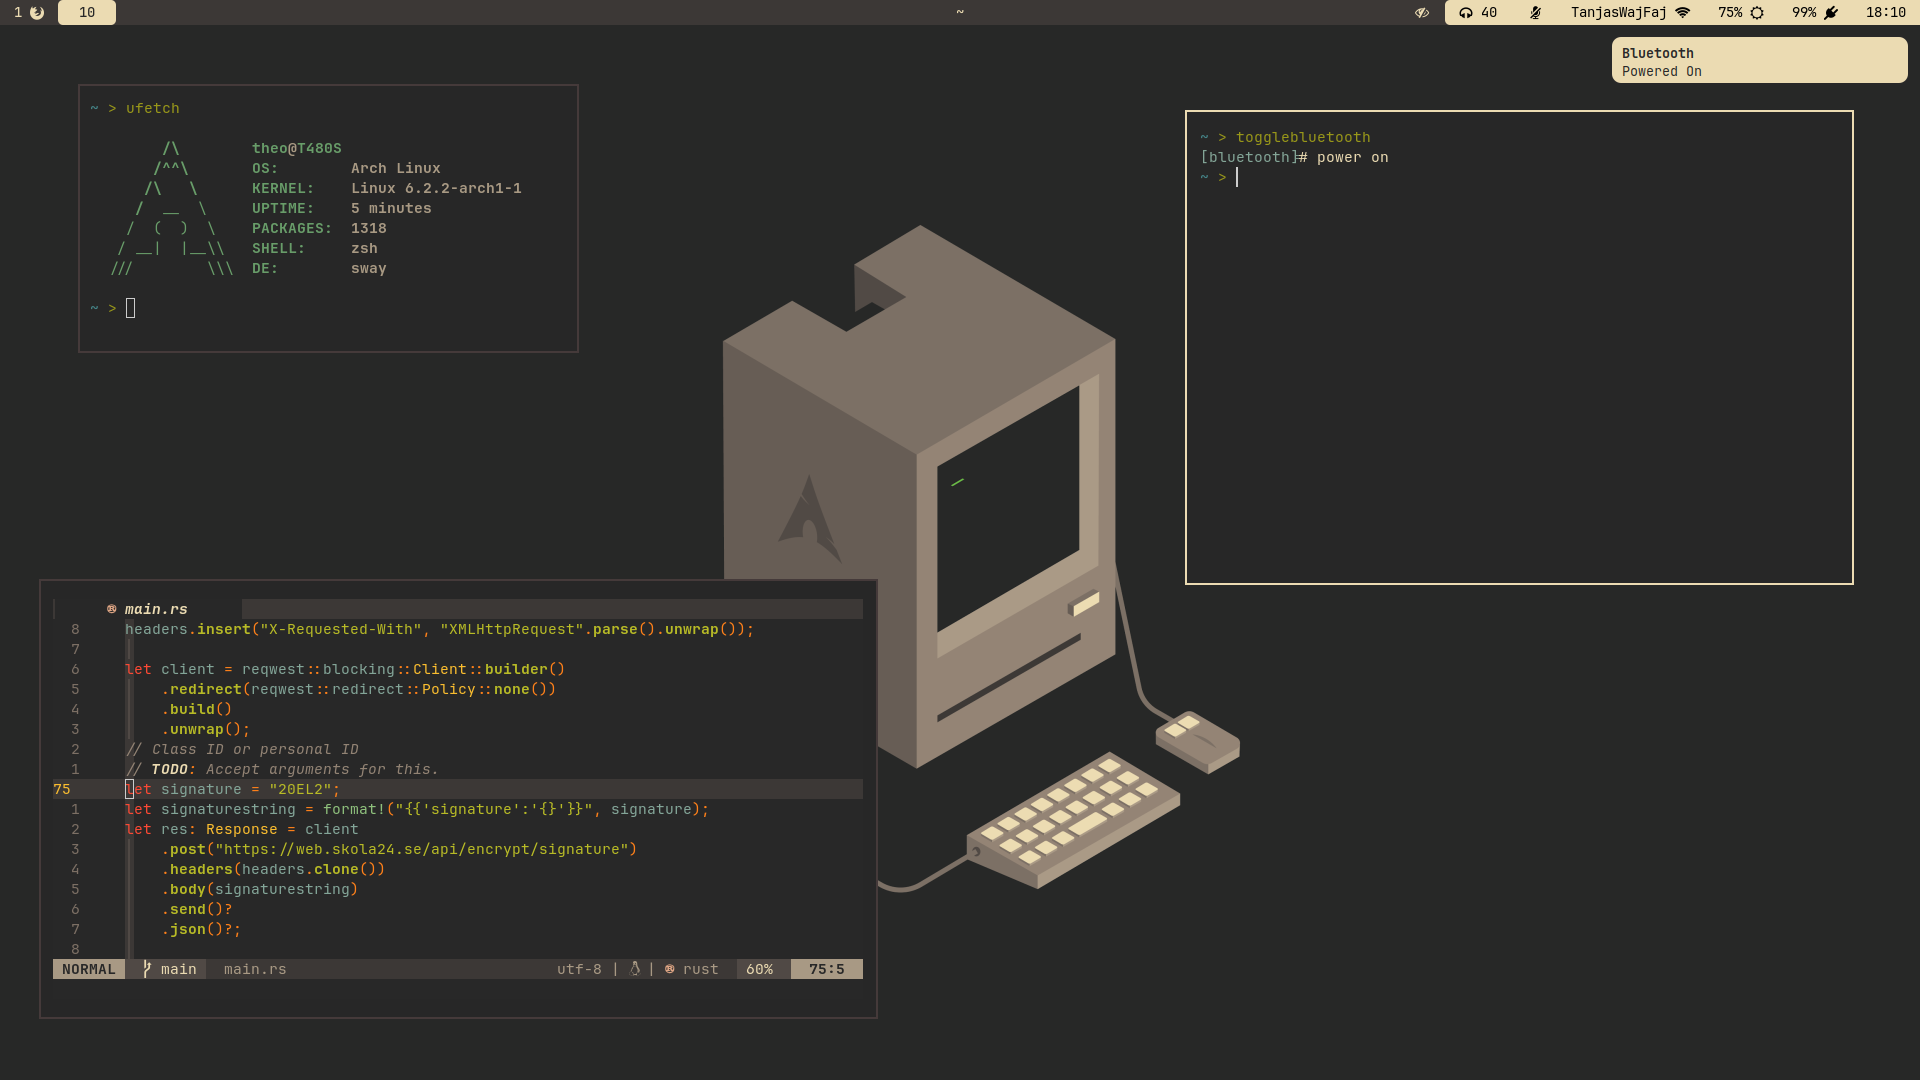 1 10 ~ 40 TanjasWajFaj 75% 99% 18:10
Bluetooth
Powered On
~ > ufetch
/\ theo@T480S
/^^\ OS: Arch Linux
/\   \ KERNEL: Linux 6.2.2-arch1-1
/  __  \ UPTIME: 5 minutes
/  (  )  \ PACKAGES: 1318
/ __|  |__\\ SHELL: zsh
///        \\\ DE: sway
~ >
~ > togglebluetooth
[bluetooth]# power on
~ >
main.rs
8 headers.insert("X-Requested-With", "XMLHttpRequest".parse().unwrap());
7
6 let client = reqwest::blocking::Client::builder()
5 .redirect(reqwest::redirect::Policy::none())
4 .build()
3 .unwrap();
2 // Class ID or personal ID
1 // TODO: Accept arguments for this.
75 let signature = "20EL2";
1 let signaturestring = format!("{{'signature':'{}'}}", signature);
2 let res: Response = client
3 .post("https://web.skola24.se/api/encrypt/signature")
4 .headers(headers.clone())
5 .body(signaturestring)
6 .send()?
7 .json()?;
8
NORMAL main main.rs utf-8 | | rust 60% 75:5